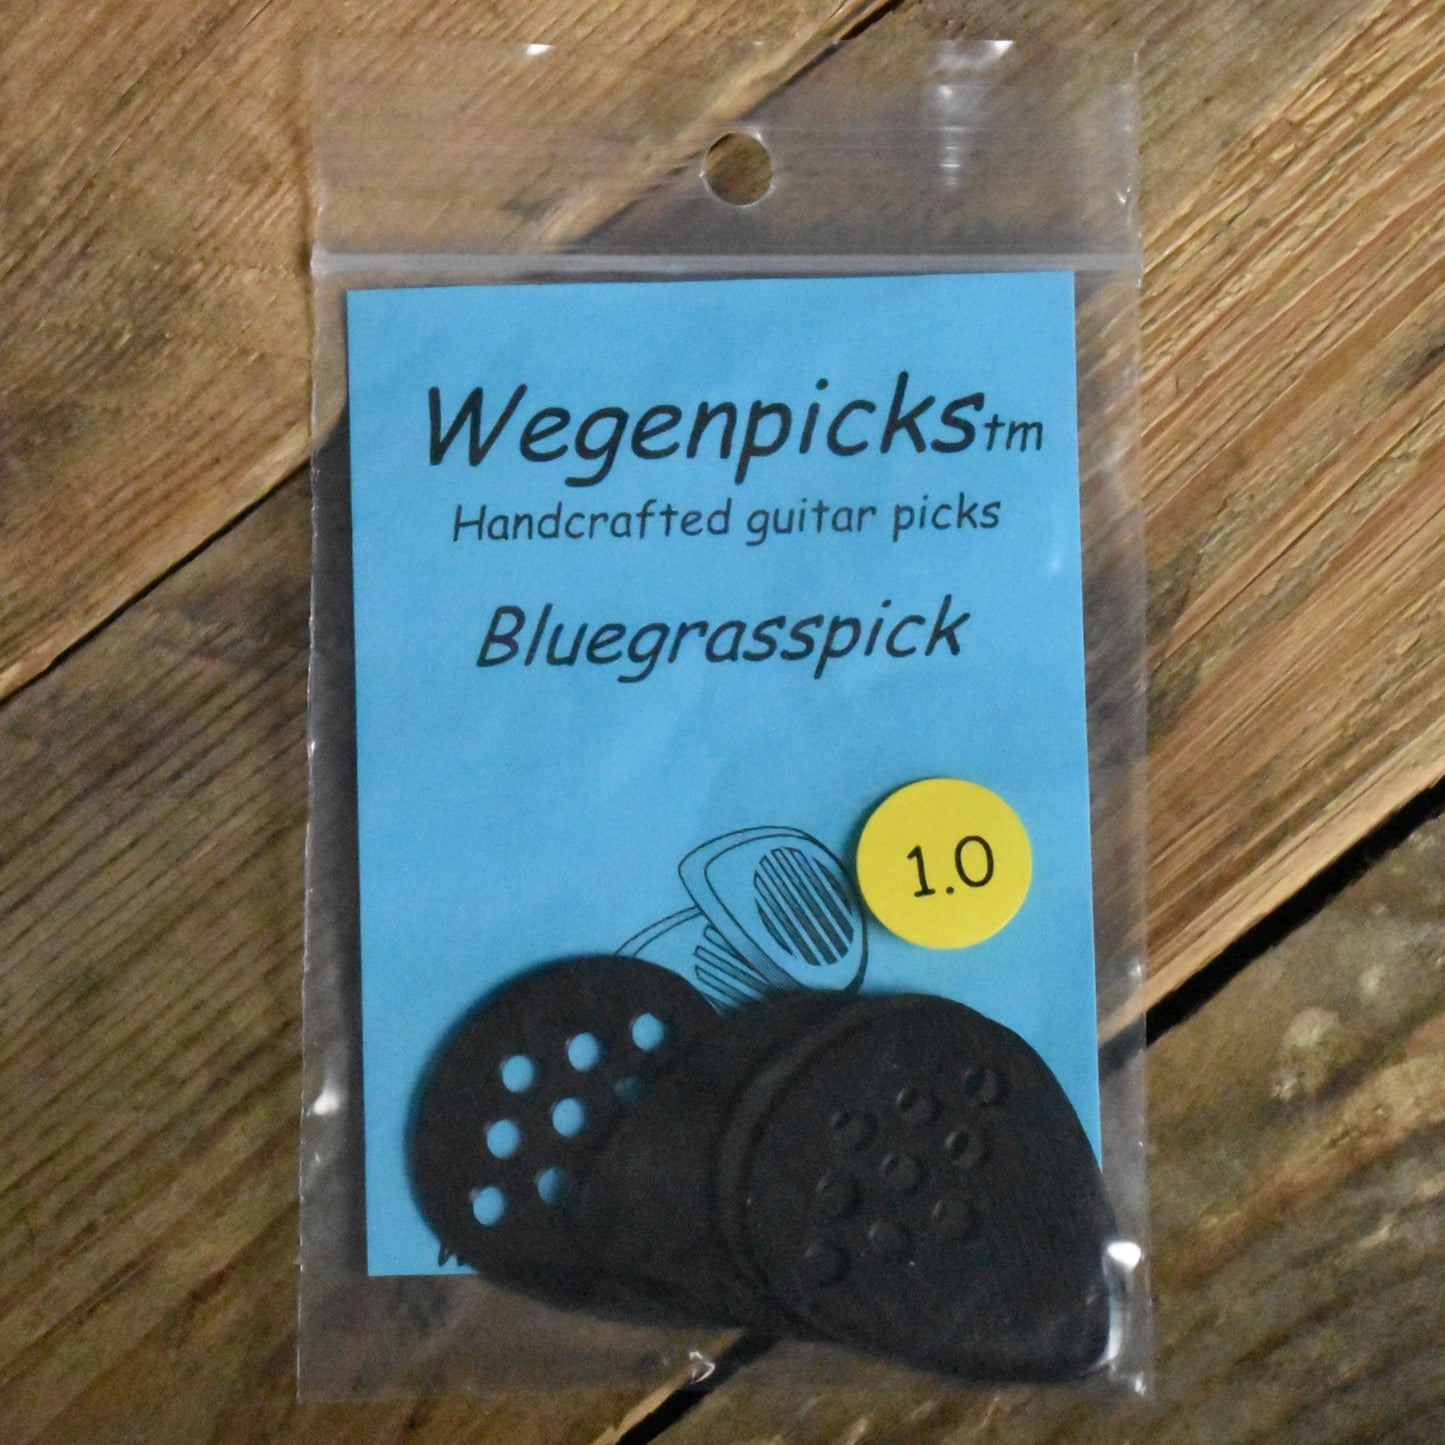 Wegenpicks™
Handcrafted guitar picks
Bluegrasspick
1.0